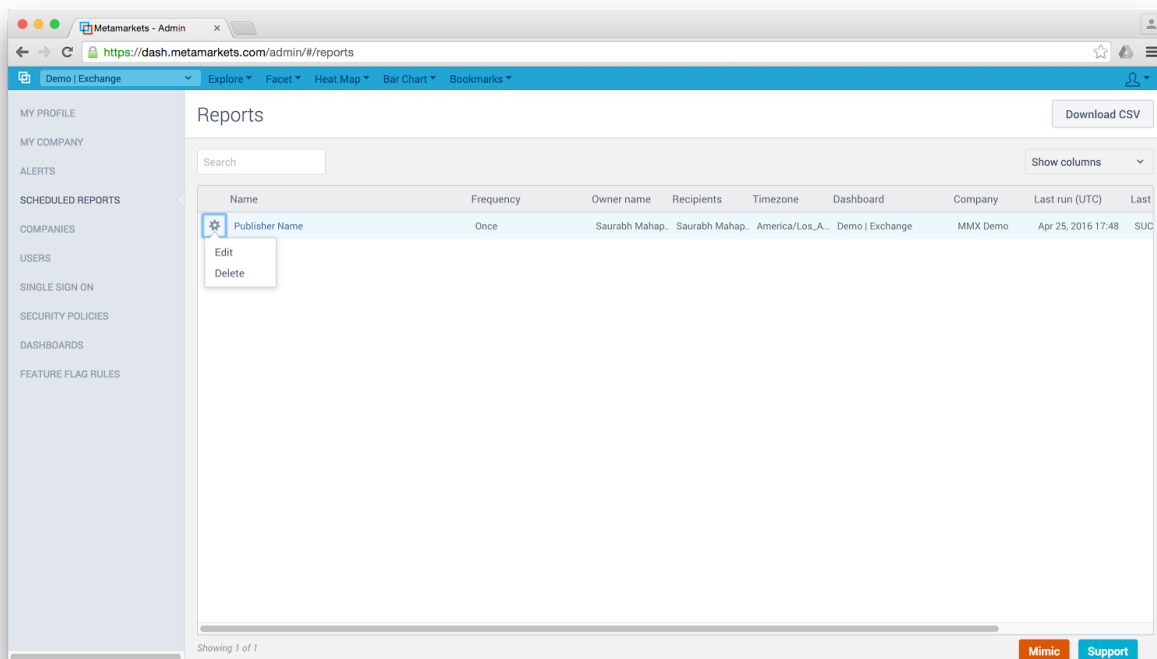 Metamarkets - Admin
https://dash.metamarkets.com/admin/#/reports
Demo | Exchange Explore Facet Heat Map Bar Chart Bookmarks
MY PROFILE
MY COMPANY
ALERTS
SCHEDULED REPORTS
COMPANIES
USERS
SINGLE SIGN ON
SECURITY POLICIES
DASHBOARDS
FEATURE FLAG RULES
Reports
Download CSV
Search
Show columns
Name Frequency Owner name Recipients Timezone Dashboard Company Last run (UTC) Last
Publisher Name Once Saurabh Mahap.. Saurabh Mahap.. America/Los_A... Demo | Exchange MMX Demo Apr 25, 2016 17:48 SUC
Edit
Delete
Showing 1 of 1
Mimic
Support